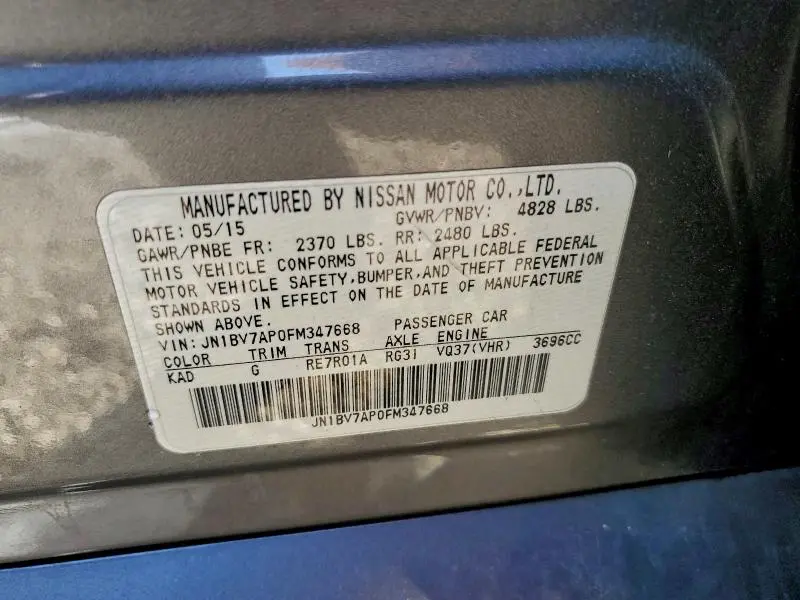 MANUFACTURED BY NISSAN MOTOR CO.,LTD.
DATE: 05/15 GVWR/PNBV: 4828 LBS.
GAWR/PNBE FR: 2370 LBS. RR: 2480 LBS.
THIS VEHICLE CONFORMS TO ALL APPLICABLE FEDERAL
MOTOR VEHICLE SAFETY,BUMPER,AND THEFT PREVENTION
STANDARDS IN EFFECT ON THE DATE OF MANUFACTURE
SHOWN ABOVE.
VIN: JN1BV7AP0FM347668 PASSENGER CAR
COLOR TRIM TRANS AXLE ENGINE
KAD G RE7R01A RG31 VQ37(VHR) 3696CC
JN1BV7AP0FM347668